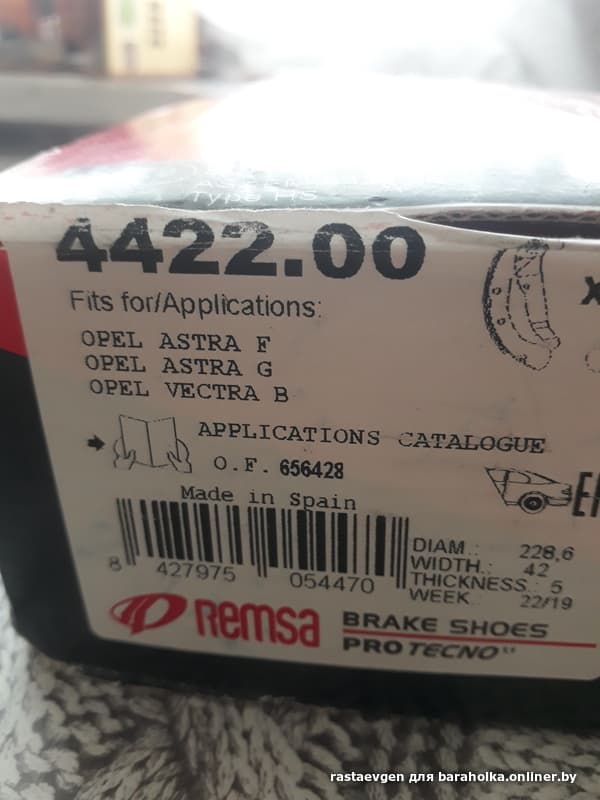 4422.00
Fits for/Applications:
OPEL ASTRA F
OPEL ASTRA G
OPEL VECTRA B
APPLICATIONS CATALOGUE
O.F. 656428
Made in Spain
8 427975 054470
DIAM.: 228,6
WIDTH.: 42
THICKNESS.: 5
WEEK.: 22/19
Remsa
BRAKE SHOES
PROTECNO
rastaevgen для baraholka.onliner.by